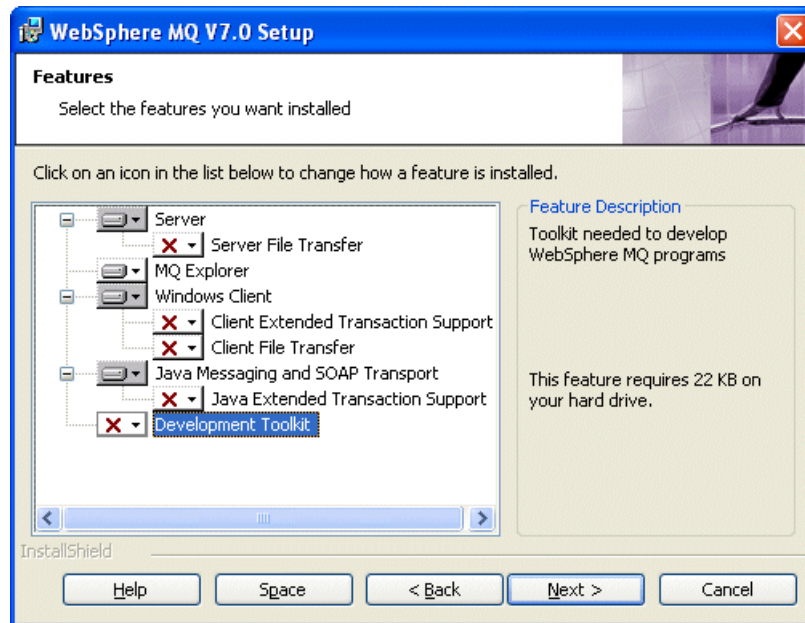 WebSphere MQ V7.0 Setup
Features
Select the features you want installed
Click on an icon in the list below to change how a feature is installed.
Server
Server File Transfer
MQ Explorer
Windows Client
Client Extended Transaction Support
Client File Transfer
Java Messaging and SOAP Transport
Java Extended Transaction Support
Development Toolkit
Feature Description
Toolkit needed to develop
WebSphere MQ programs
This feature requires 22 KB on
your hard drive.
InstallShield
Help
Space
< Back
Next >
Cancel